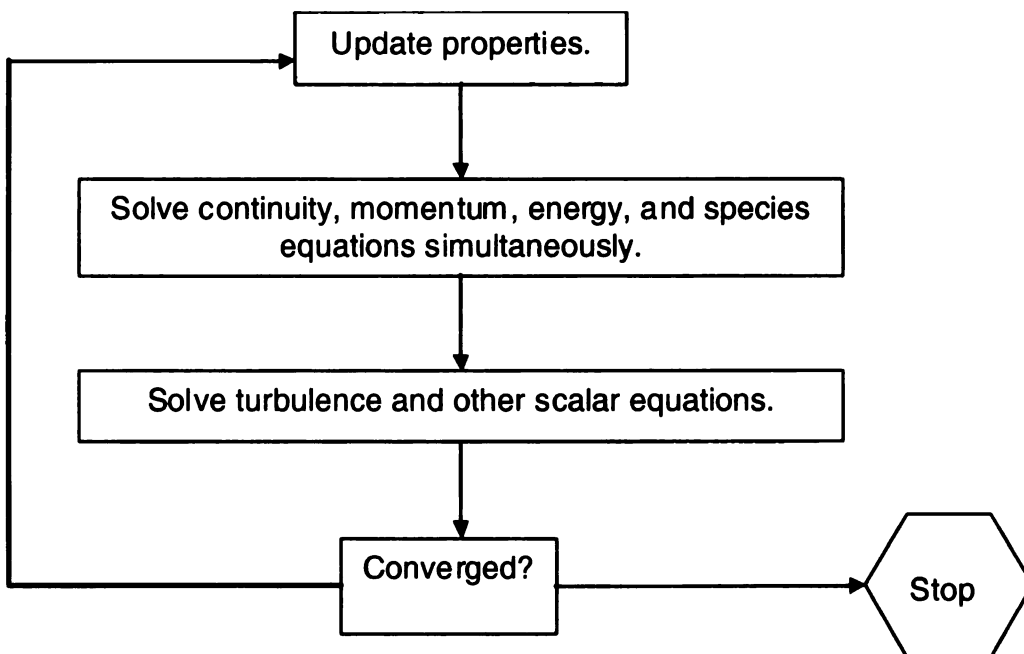 Update properties.
Solve continuity, momentum, energy, and species
equations simultaneously.
Solve turbulence and other scalar equations.
Converged?
Stop